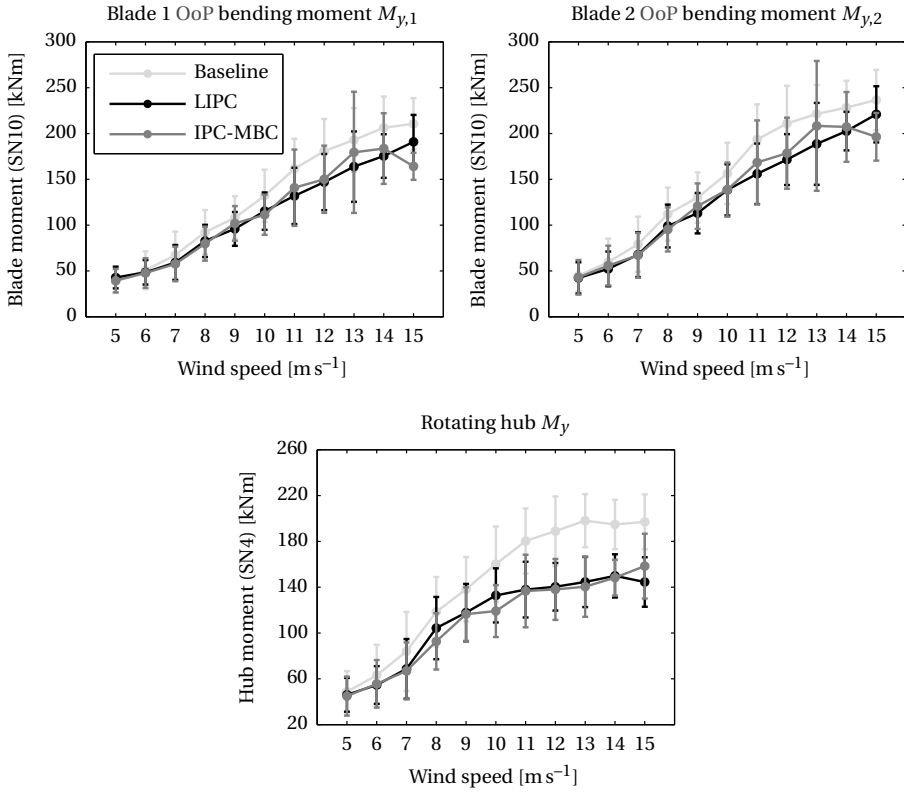 Blade 1 OoP bending moment My,1
300
250
200
150
100
50
0
Blade moment (SN10) [kNm]
Baseline
LIPC
IPC-MBC
5 6 7 8 9 10 11 12 13 14 15
Wind speed [m s−1]
Blade 2 OoP bending moment My,2
300
250
200
150
100
50
0
Blade moment (SN10) [kNm]
5 6 7 8 9 10 11 12 13 14 15
Wind speed [m s−1]
Rotating hub My
260
220
180
140
100
60
20
Hub moment (SN4) [kNm]
5 6 7 8 9 10 11 12 13 14 15
Wind speed [m s−1]